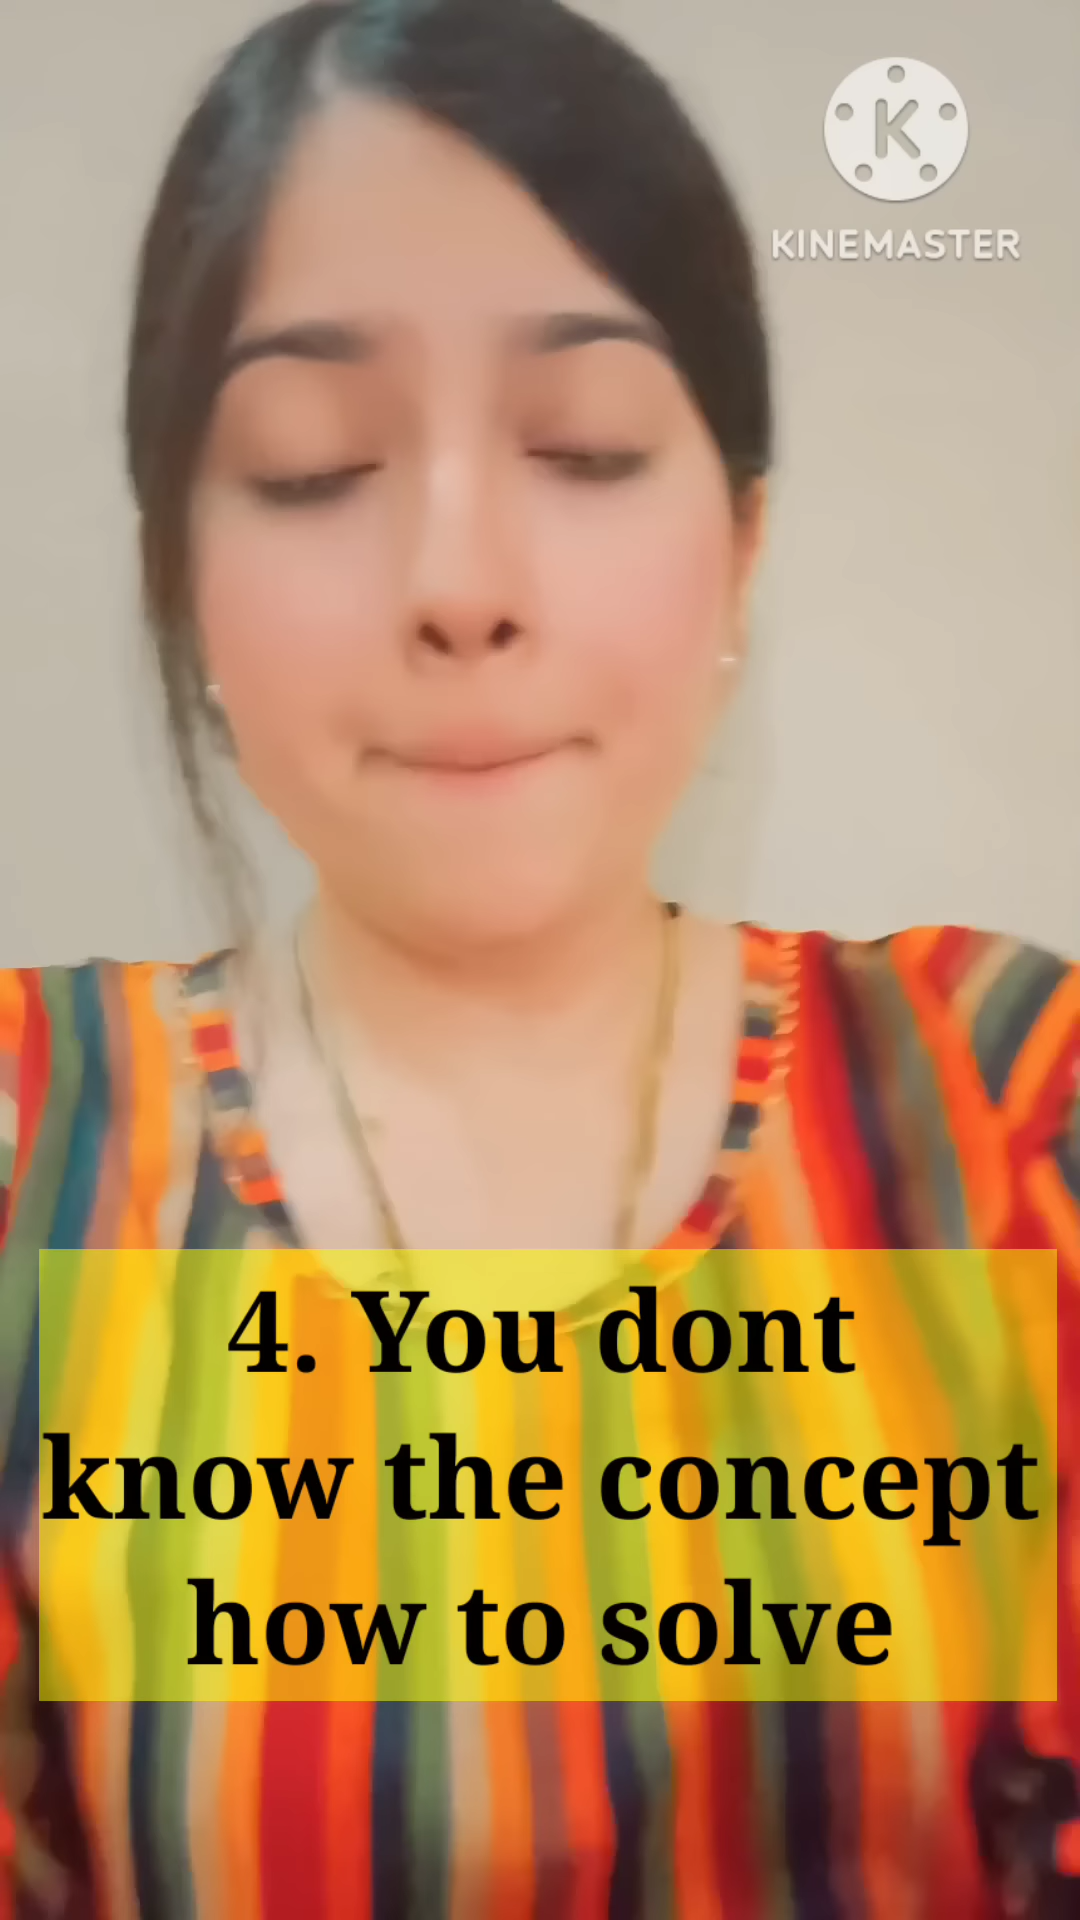 K
KINEMASTER
4. You dont
know the concept
how to solve